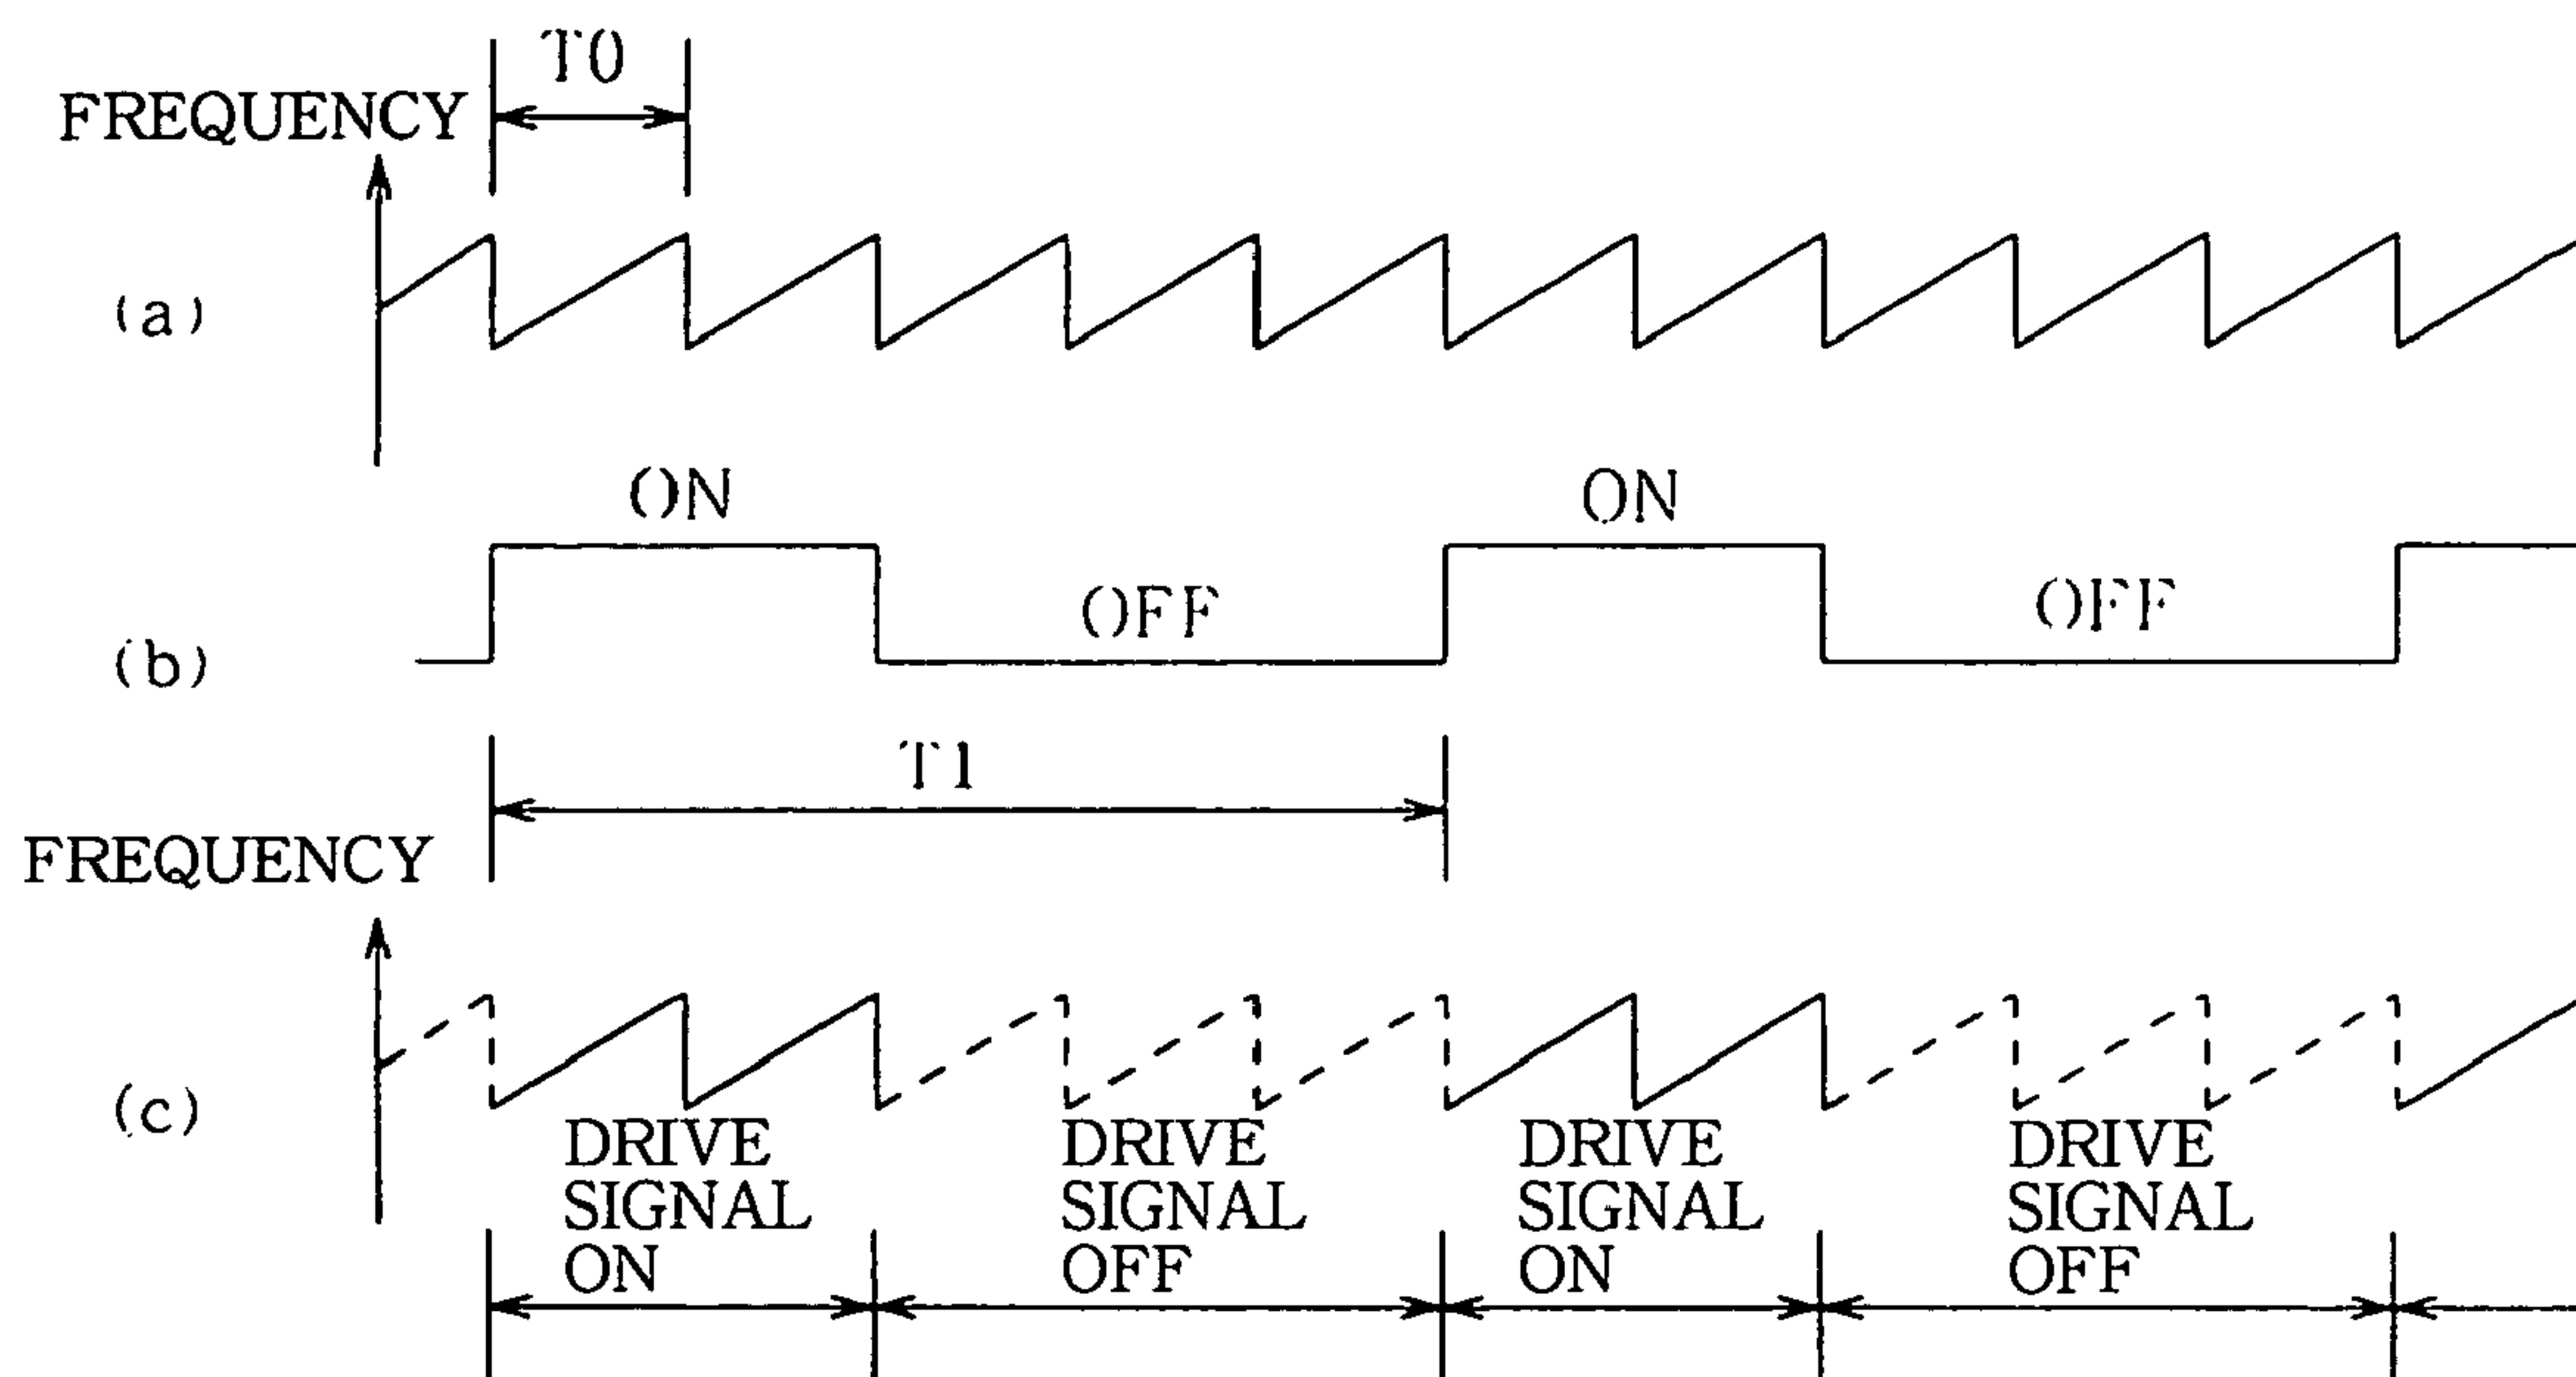 T0
FREQUENCY
(a)
ON
ON
OFF
OFF
(b)
T1
FREQUENCY
(c)
DRIVE
SIGNAL
ON
DRIVE
SIGNAL
OFF
DRIVE
SIGNAL
ON
DRIVE
SIGNAL
OFF